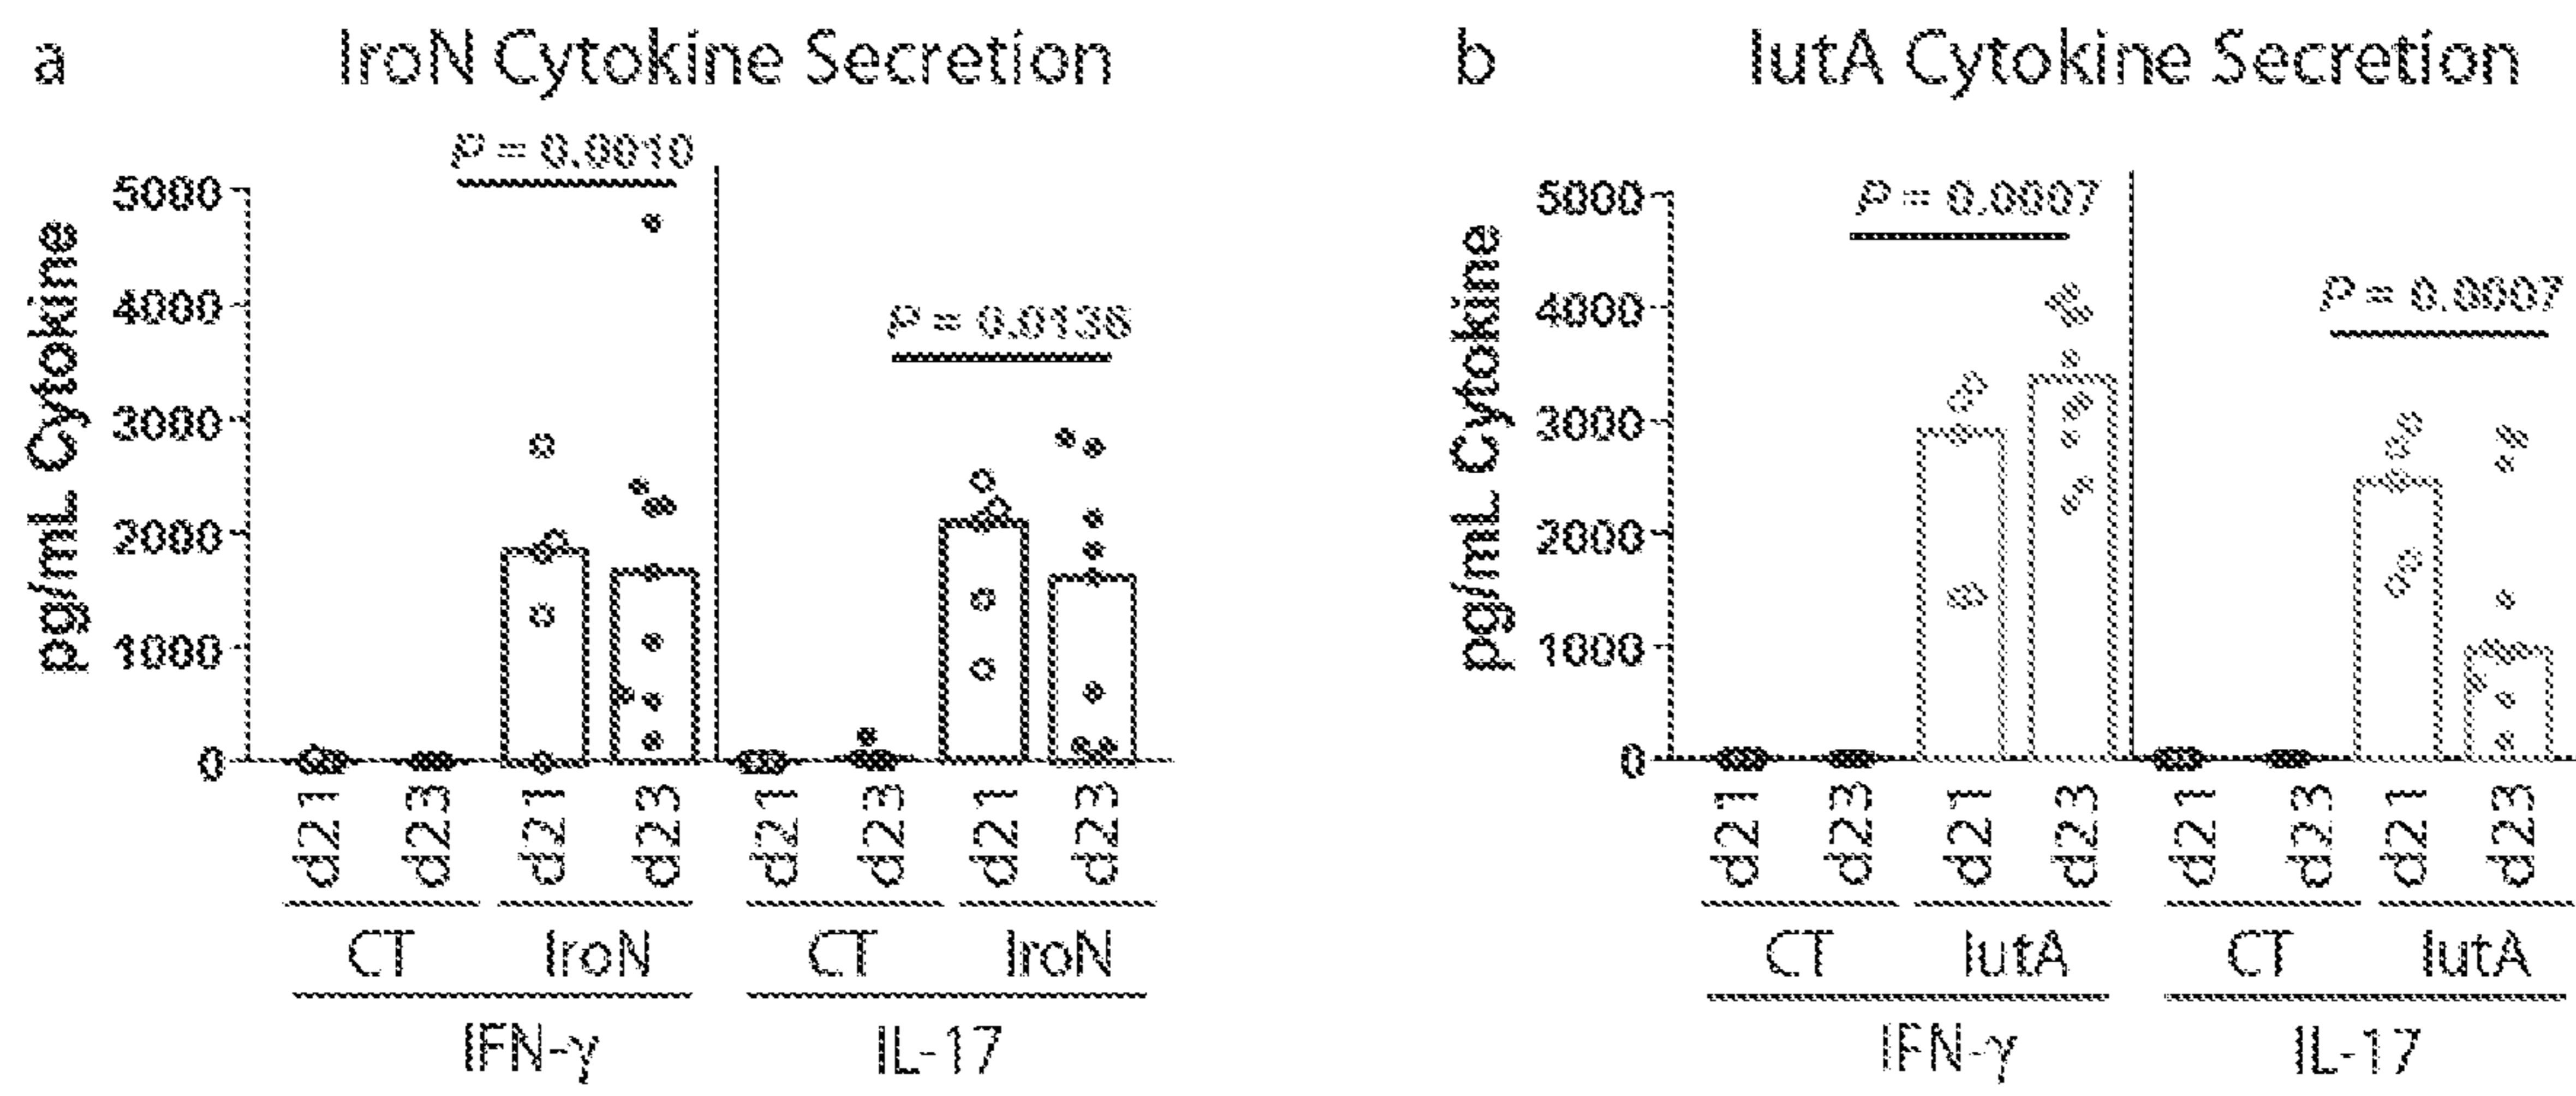 a IroN Cytokine Secretion
P = 0.0010
P = 0.0136
pg/mL Cytokine
5000
4000
3000
2000
1000
0
d21 d23 d21 d23 d21 d23 d21 d23
CT IroN CT IroN
IFN-γ IL-17
b IutA Cytokine Secretion
P = 0.0007
P = 0.0007
pg/mL Cytokine
5000
4000
3000
2000
1000
0
d21 d23 d21 d23 d21 d23 d21 d23
CT IutA CT IutA
IFN-γ IL-17